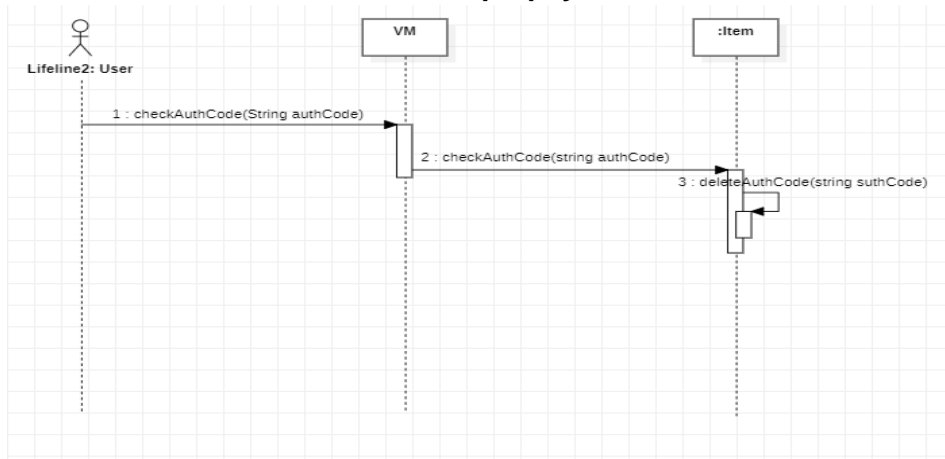 VM
:Item
Lifeline2: User
1 : checkAuthCode(String authCode)
2 : checkAuthCode(string authCode)
3 : deleteAuthCode(string suthCode)